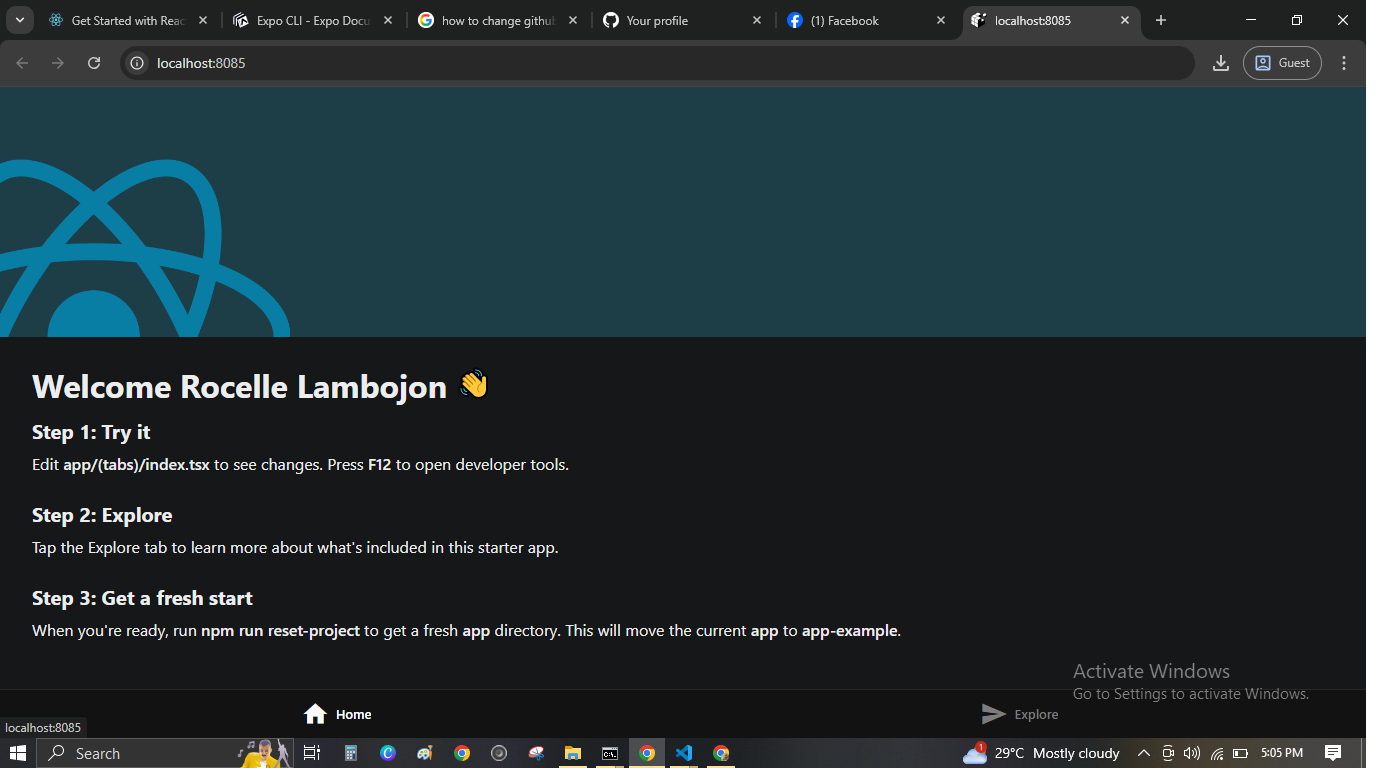 Get Started with Reac
Expo CLI - Expo Docu
how to change githu
Your profile
(1) Facebook
localhost:8085
localhost:8085
Guest
Welcome Rocelle Lambojon 👋
Step 1: Try it
Edit app/(tabs)/index.tsx to see changes. Press F12 to open developer tools.
Step 2: Explore
Tap the Explore tab to learn more about what's included in this starter app.
Step 3: Get a fresh start
When you're ready, run npm run reset-project to get a fresh app directory. This will move the current app to app-example.
Activate Windows
Go to Settings to activate Windows.
Home
Explore
localhost:8085
Search
1
29°C Mostly cloudy
5:05 PM